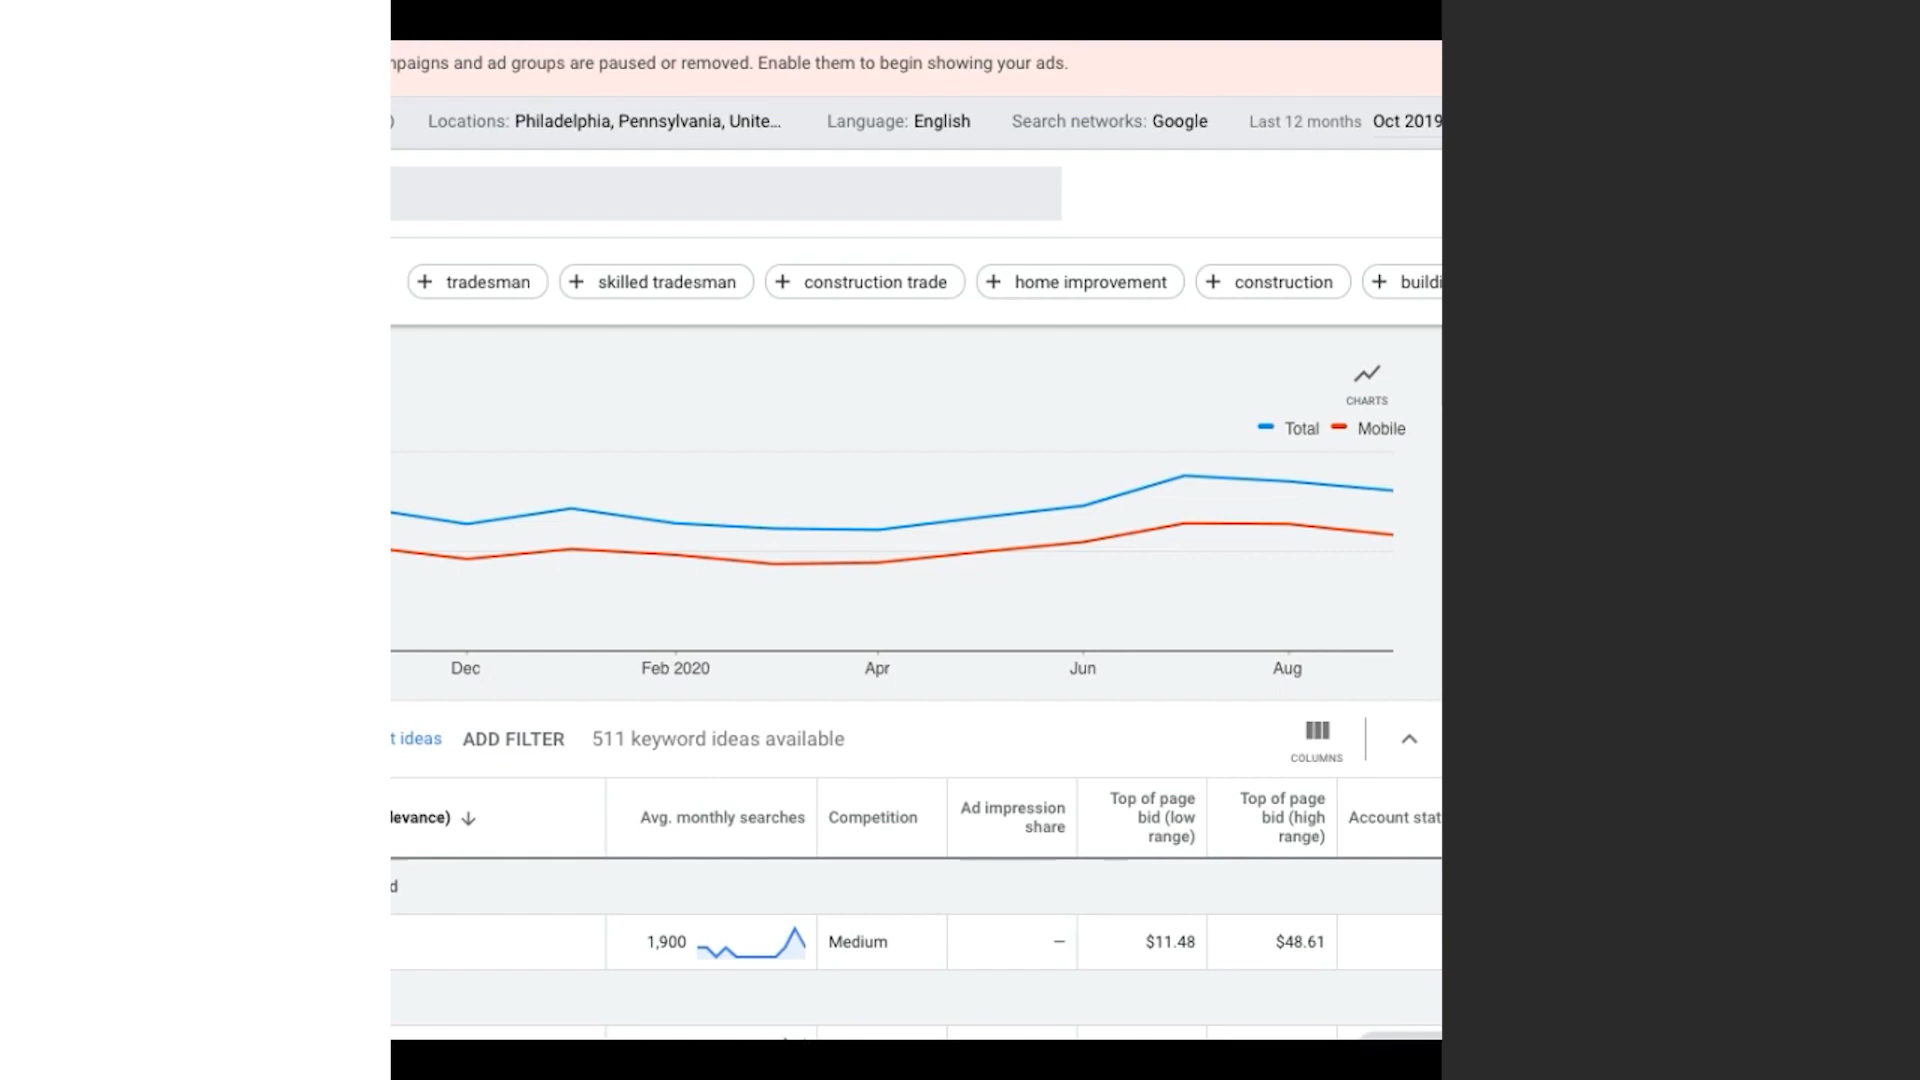 mpaigns and ad groups are paused or removed. Enable them to begin showing your ads.
) Locations: Philadelphia, Pennsylvania, Unite... Language: English Search networks: Google Last 12 months Oct 2019
+ tradesman + skilled tradesman + construction trade + home improvement + construction + buildi
CHARTS
Total Mobile
Dec Feb 2020 Apr Jun Aug
t ideas ADD FILTER 511 keyword ideas available
COLUMNS
levance) Avg. monthly searches Competition Ad impression share Top of page bid (low range) Top of page bid (high range) Account stat
d
1,900 Medium – $11.48 $48.61